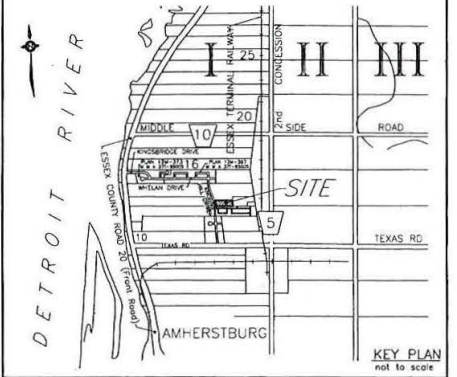 I II III
DETROIT RIVER
ESSEX TERMINAL RAILWAY
25
CONCESSION
2nd
20
MIDDLE SIDE ROAD
10
KINGSBRIDGE DRIVE
16
WHELAN DRIVE
SITE
5
ESSEX COUNTY ROAD 20 (Front Road)
10
TEXAS RD
TEXAS RD
AMHERSTBURG
KEY PLAN
not to scale